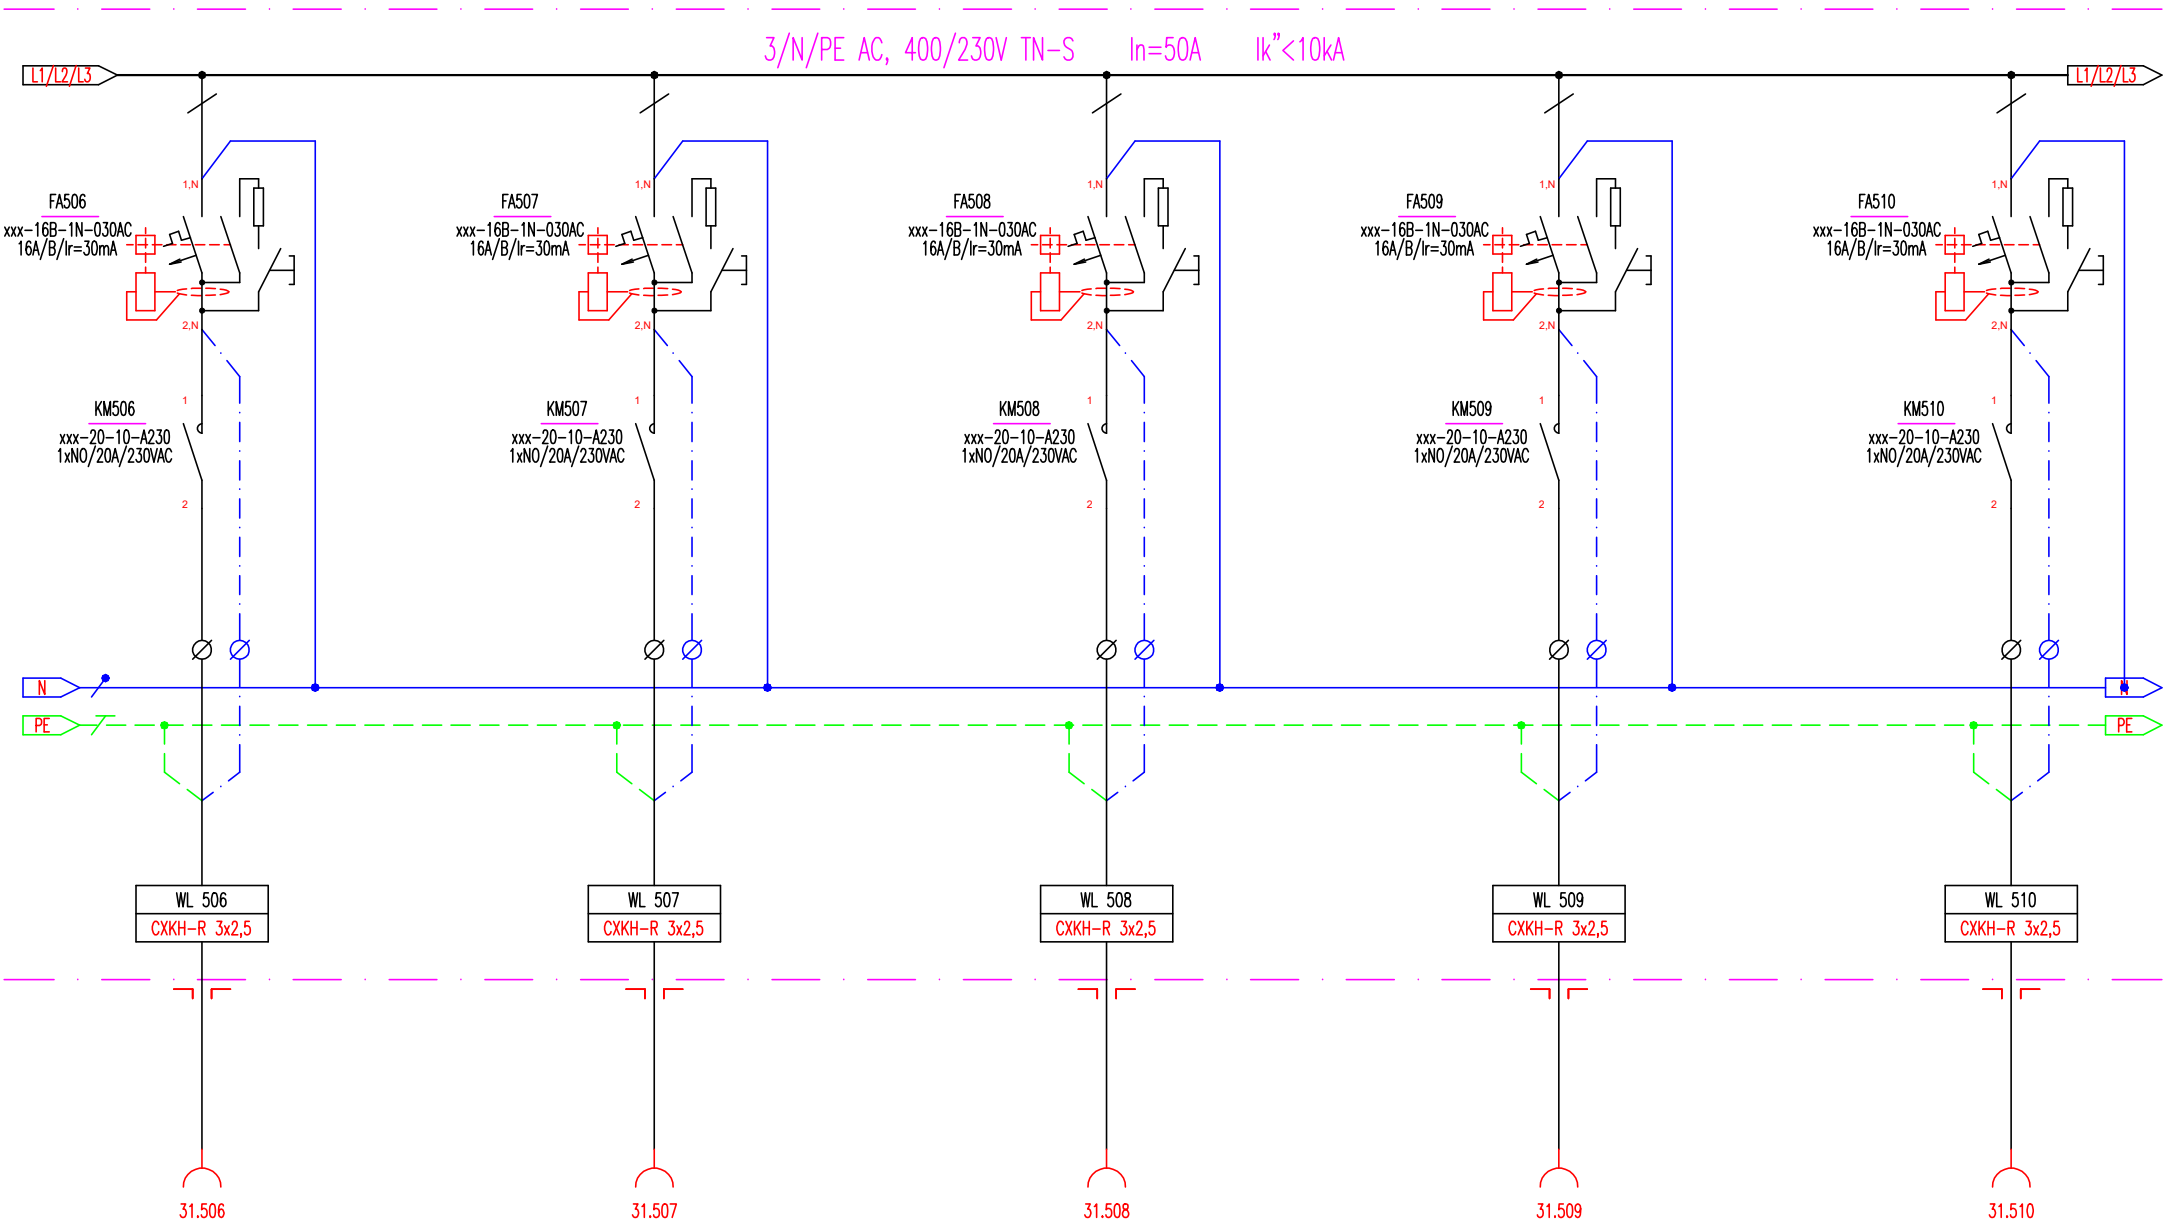 3/N/PE AC, 400/230V TN-S In=50A Ik"<10kA
L1/L2/L3 L1/L2/L3
1,N 1,N 1,N 1,N 1,N
FA506 FA507 FA508 FA509 FA510
xxx-16B-1N-030AC xxx-16B-1N-030AC xxx-16B-1N-030AC xxx-16B-1N-030AC xxx-16B-1N-030AC
16A/B/Ir=30mA 16A/B/Ir=30mA 16A/B/Ir=30mA 16A/B/Ir=30mA 16A/B/Ir=30mA
2,N 2,N 2,N 2,N 2,N
1 1 1 1 1
KM506 KM507 KM508 KM509 KM510
xxx-20-10-A230 xxx-20-10-A230 xxx-20-10-A230 xxx-20-10-A230 xxx-20-10-A230
1xNO/20A/230VAC 1xNO/20A/230VAC 1xNO/20A/230VAC 1xNO/20A/230VAC 1xNO/20A/230VAC
2 2 2 2 2
N N
PE PE
WL 506 WL 507 WL 508 WL 509 WL 510
CXKH-R 3x2,5 CXKH-R 3x2,5 CXKH-R 3x2,5 CXKH-R 3x2,5 CXKH-R 3x2,5
31.506 31.507 31.508 31.509 31.510